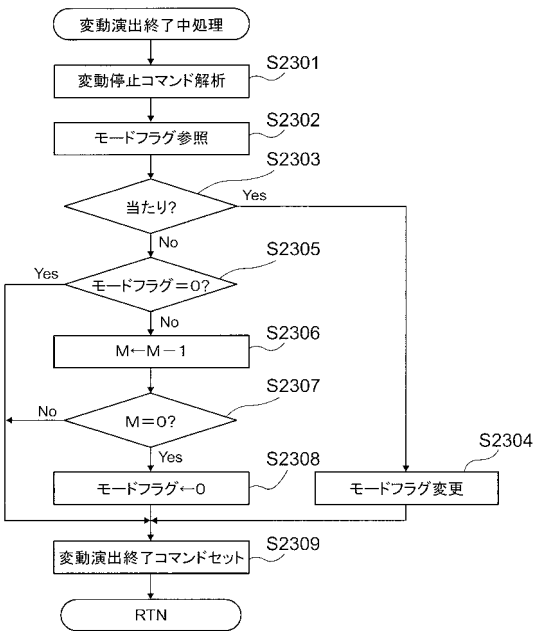 変動演出終了中処理
S2301
変動停止コマンド解析
S2302
モードフラグ参照
S2303
当たり?
Yes
No
S2305
モードフラグ=0?
Yes
No
S2306
M←M-1
S2307
M=0?
No
Yes
S2308
モードフラグ←0
S2304
モードフラグ変更
S2309
変動演出終了コマンドセット
RTN